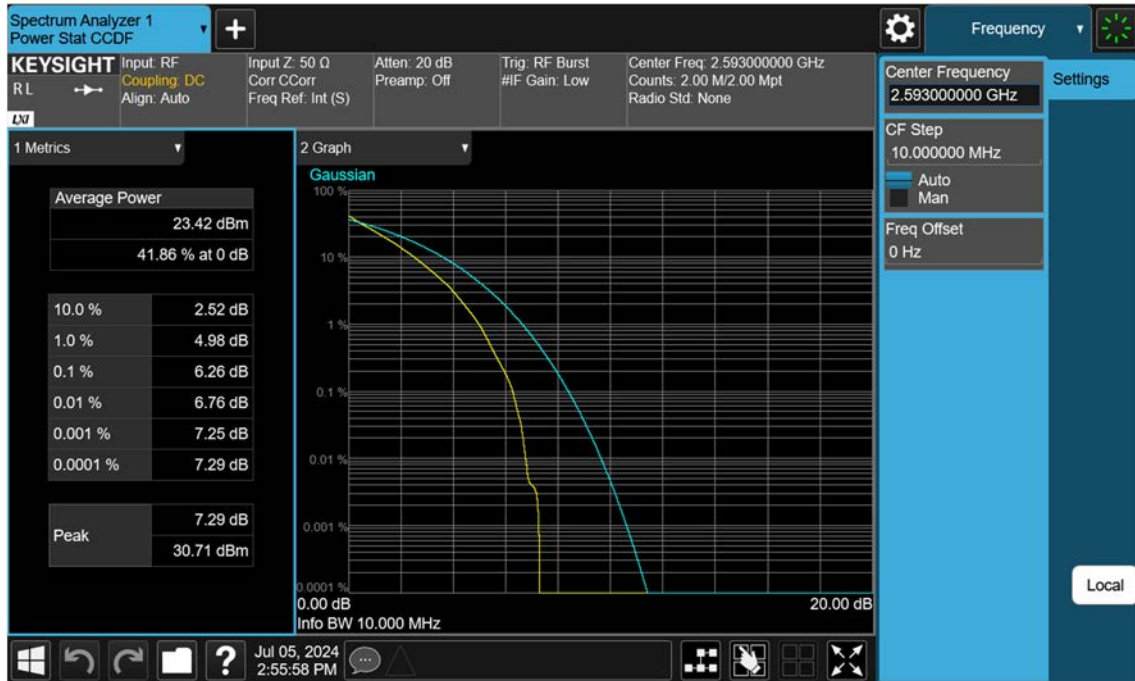 Spectrum Analyzer 1
Power Stat CCDF
Frequency
KEYSIGHT
RL
LXI
Input: RF
Coupling: DC
Align: Auto
Input Z: 50 Ω
Corr CCorr
Freq Ref: Int (S)
Atten: 20 dB
Preamp: Off
Trig: RF Burst
#IF Gain: Low
Center Freq: 2.593000000 GHz
Counts: 2.00 M/2.00 Mpt
Radio Std: None
Center Frequency
2.593000000 GHz
Settings
CF Step
10.000000 MHz
Auto
Man
Freq Offset
0 Hz
Local
1 Metrics
Average Power
23.42 dBm
41.86 % at 0 dB
10.0 % 2.52 dB
1.0 % 4.98 dB
0.1 % 6.26 dB
0.01 % 6.76 dB
0.001 % 7.25 dB
0.0001 % 7.29 dB
Peak
7.29 dB
30.71 dBm
2 Graph
Gaussian
100 %
10 %
1 %
0.1 %
0.01 %
0.001 %
0.0001 %
0.00 dB 20.00 dB
Info BW 10.000 MHz
?
Jul 05, 2024
2:55:58 PM